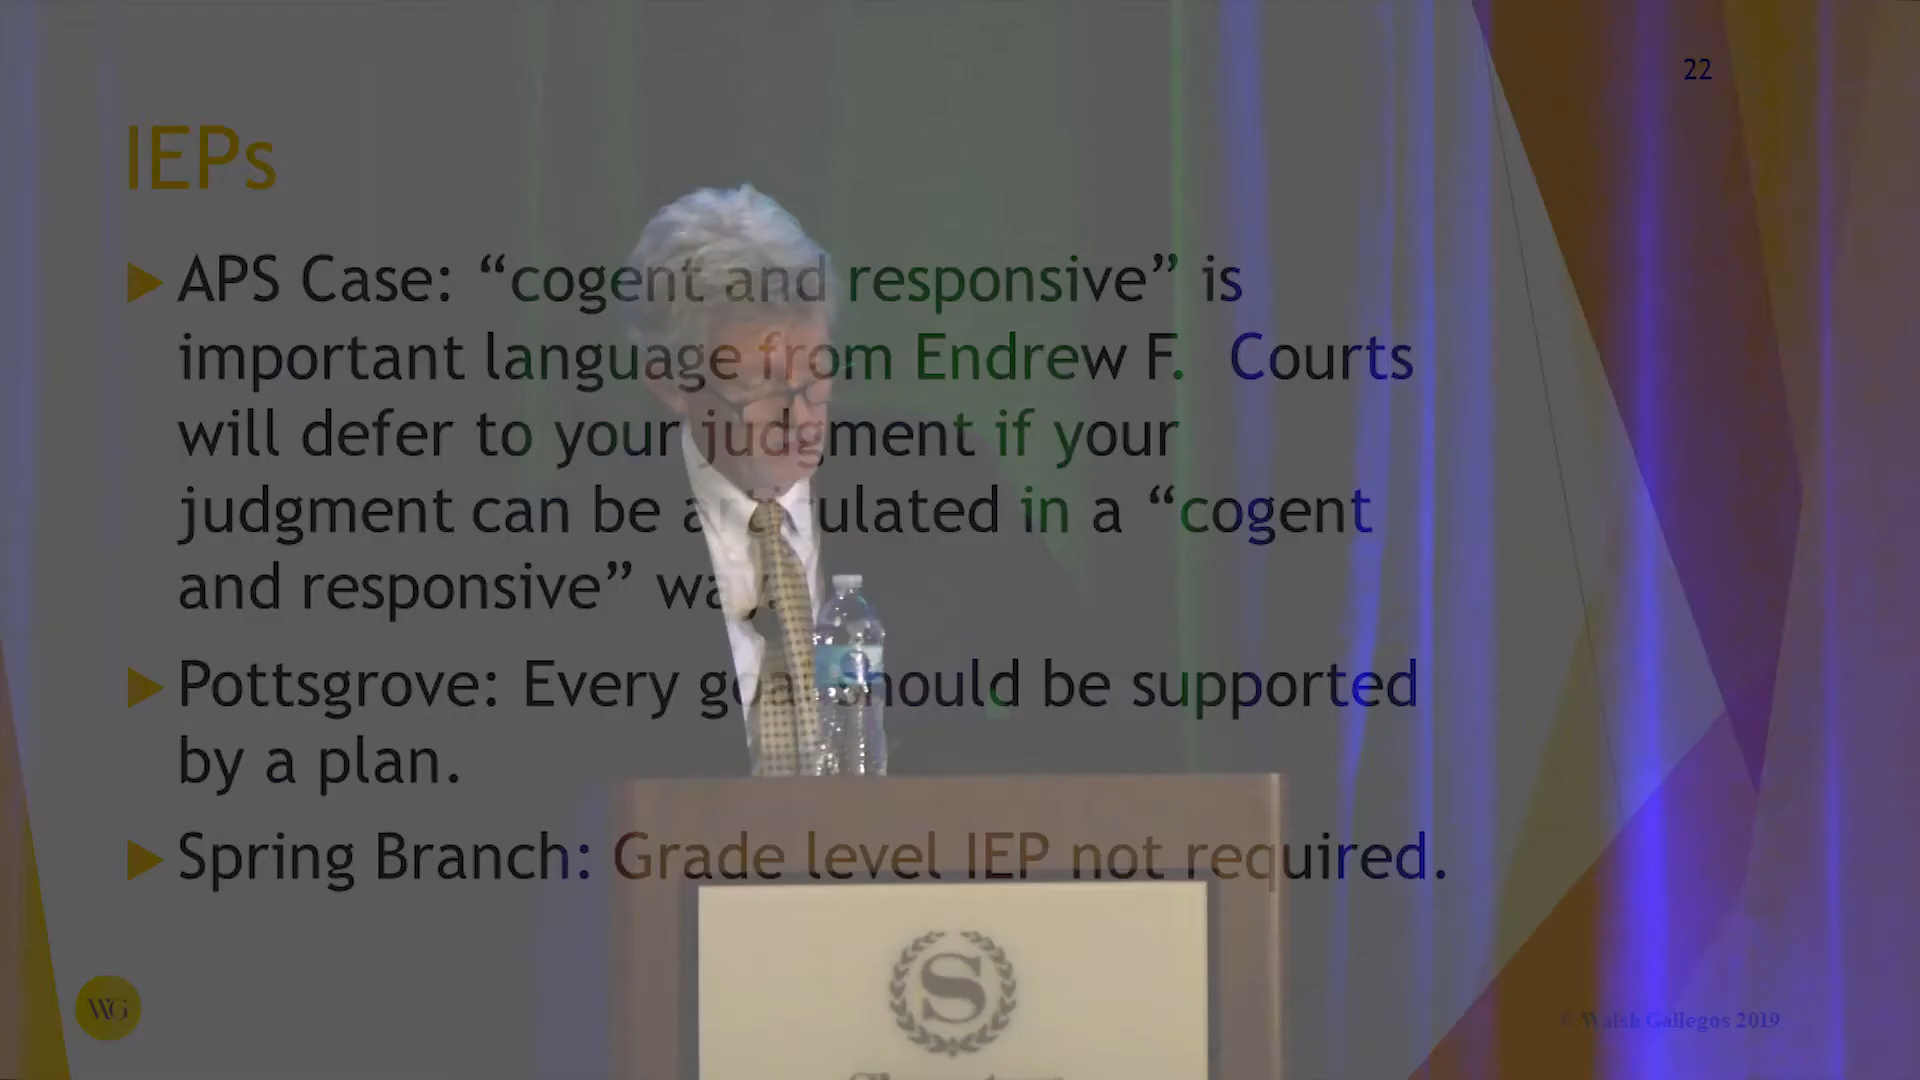 22
IEPs
APS Case: “cogent and responsive” is
important language from Endrew F. Courts
will defer to your judgment if your
judgment can be articulated in a “cogent
and responsive” way.
Pottsgrove: Every goal should be supported
by a plan.
Spring Branch: Grade level IEP not required.
S
WG
© Walsh Gallegos 2019